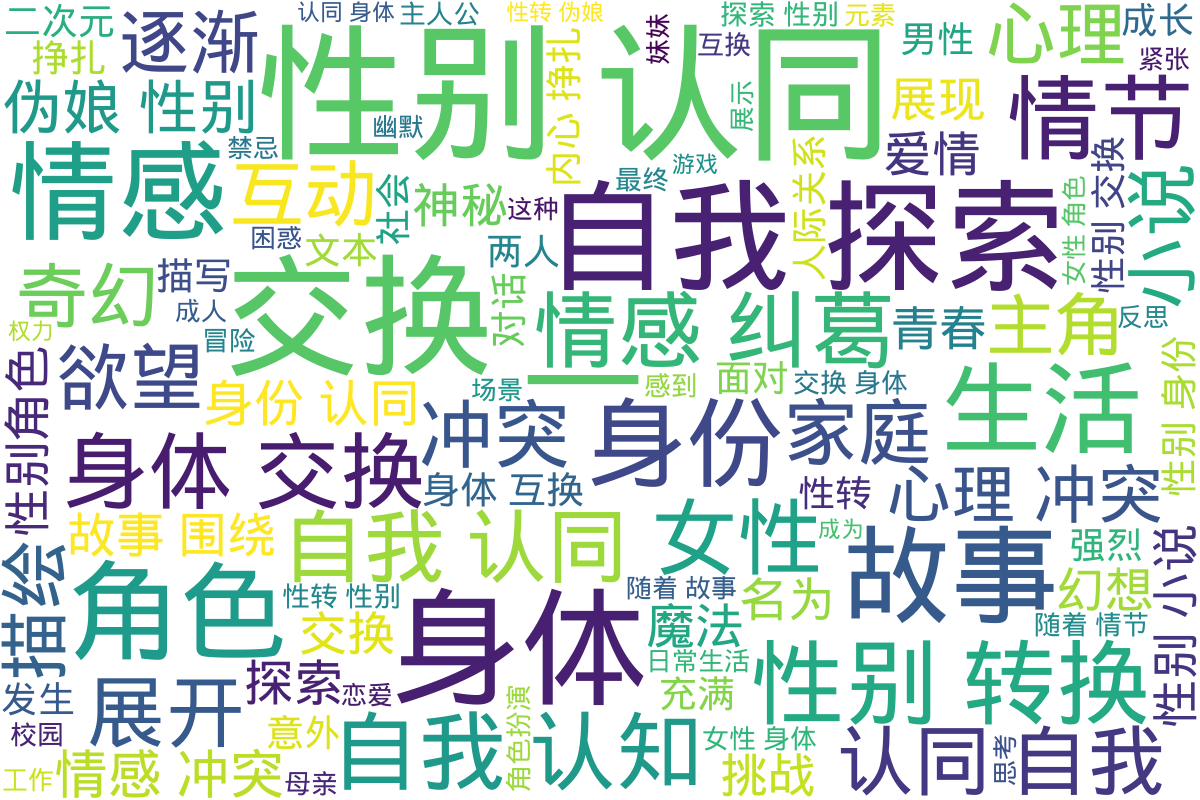 二次元
逐渐
认同 身体
主人公
性转 伪娘
妹妹
探索 性别
元素
男性
心理
成长
挣扎
性别 认同
内心 挣扎
互换
紧张
伪娘 性别
幽默
展示
展现
情节
禁忌
爱情
情感
互动
社会
神秘
这种
最终
游戏
人际关系
性别 交换
小说
困惑
文本
两人
自我 探索
女性 角色
奇幻
描写
成人
交换
对话
情感 纠葛
青春
主角
反思
权力
冒险
一
欲望
身份 认同
场景
感到
面对
交换 身体
生活
性别 身份
性别角色
身体 交换
冲突
身份
家庭
身体 互换
性转
心理 冲突
故事 围绕
自我 认同
女性
成为
故事
强烈
性别 小说
描绘
角色
性转 性别
随着 故事
名为
幻想
交换
身体
魔法
随着 情节
日常生活
性别 转换
发生
展开
探索
恋爱
角色扮演
充满
校园
意外
自我认知
女性 身体
认同
思考
自我
工作
情感 冲突
母亲
挑战